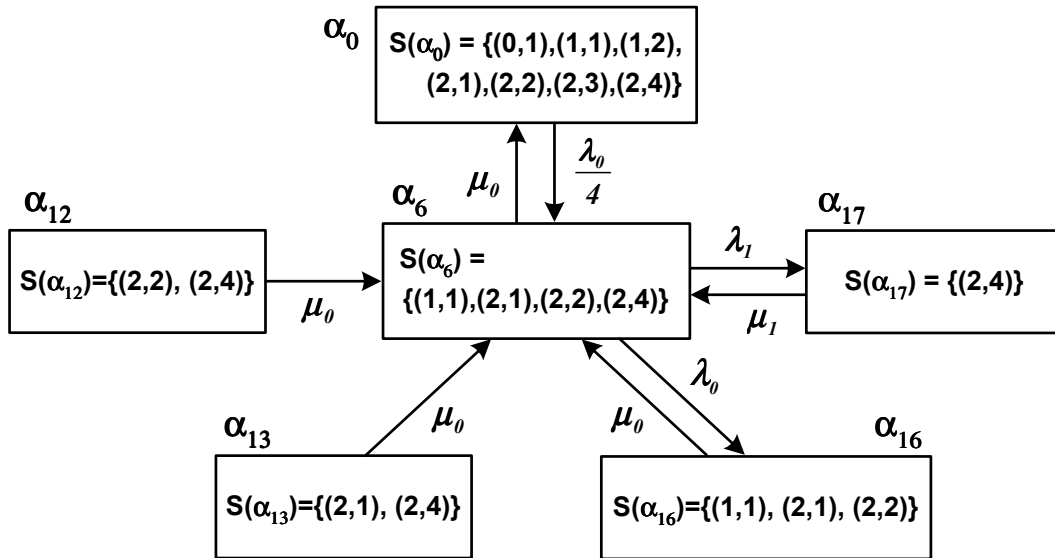 α0
S(α0) = {(0,1),(1,1),(1,2),
(2,1),(2,2),(2,3),(2,4)}
μ0
λ0
4
α12
α6
α17
S(α12)={(2,2), (2,4)}
μ0
S(α6) =
{(1,1),(2,1),(2,2),(2,4)}
λ1
μ1
S(α17) = {(2,4)}
α13
μ0
μ0
λ0
α16
S(α13)={(2,1), (2,4)}
S(α16)={(1,1), (2,1), (2,2)}